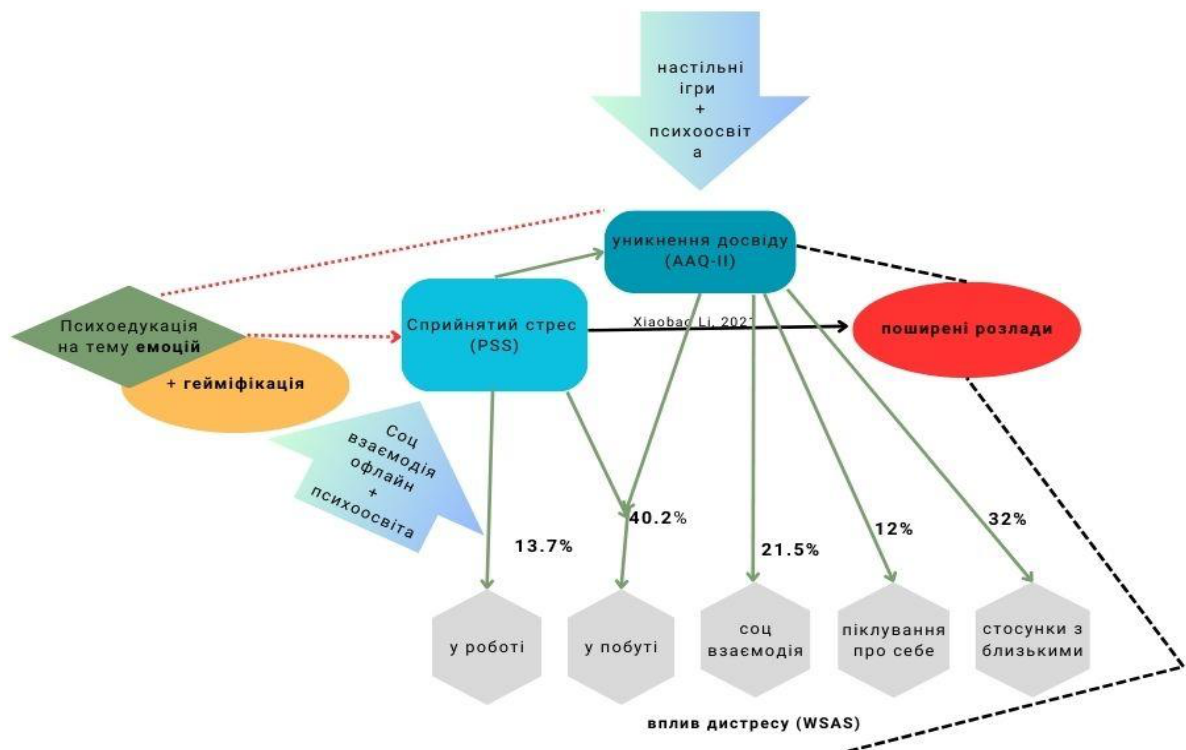 настільні
ігри
+
психоосвіт
а
уникнення досвіду
(AAQ-II)
Психоедукація
на тему емоцій
+ гейміфікація
Сприйнятий стрес
(PSS)
Xiaobao Li, 2021
поширені розлади
Соц
взаємодія
офлайн
+
психоосвіта
13.7%
40.2%
21.5%
12%
32%
у роботі
у побуті
соц
взаємодія
піклування
про себе
стосунки з
близькими
вплив дистресу (WSAS)